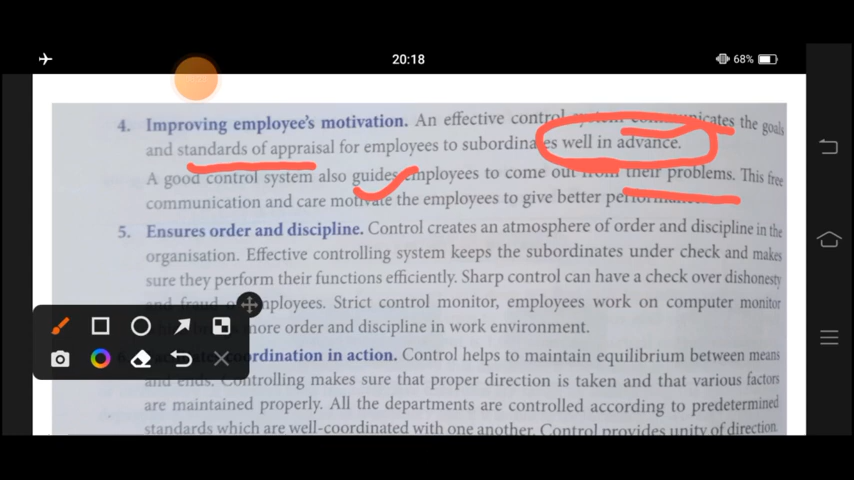 20:18
68%
4. Improving employee's motivation. An effective control system communicates the goals
and standards of appraisal for employees to subordinates well in advance.
A good control system also guides employees to come out from their problems. This free
communication and care motivate the employees to give better performance.
5. Ensures order and discipline. Control creates an atmosphere of order and discipline in the
organisation. Effective controlling system keeps the subordinates under check and makes
sure they perform their functions efficiently. Sharp control can have a check over dishonesty
and fraud of employees. Strict control monitor, employees work on computer monitor
more order and discipline in work environment.
coordination in action. Control helps to maintain equilibrium between means
and ends. Controlling makes sure that proper direction is taken and that various factors
are maintained properly. All the departments are controlled according to predetermined
standards which are well-coordinated with one another. Control provides unity of direction.